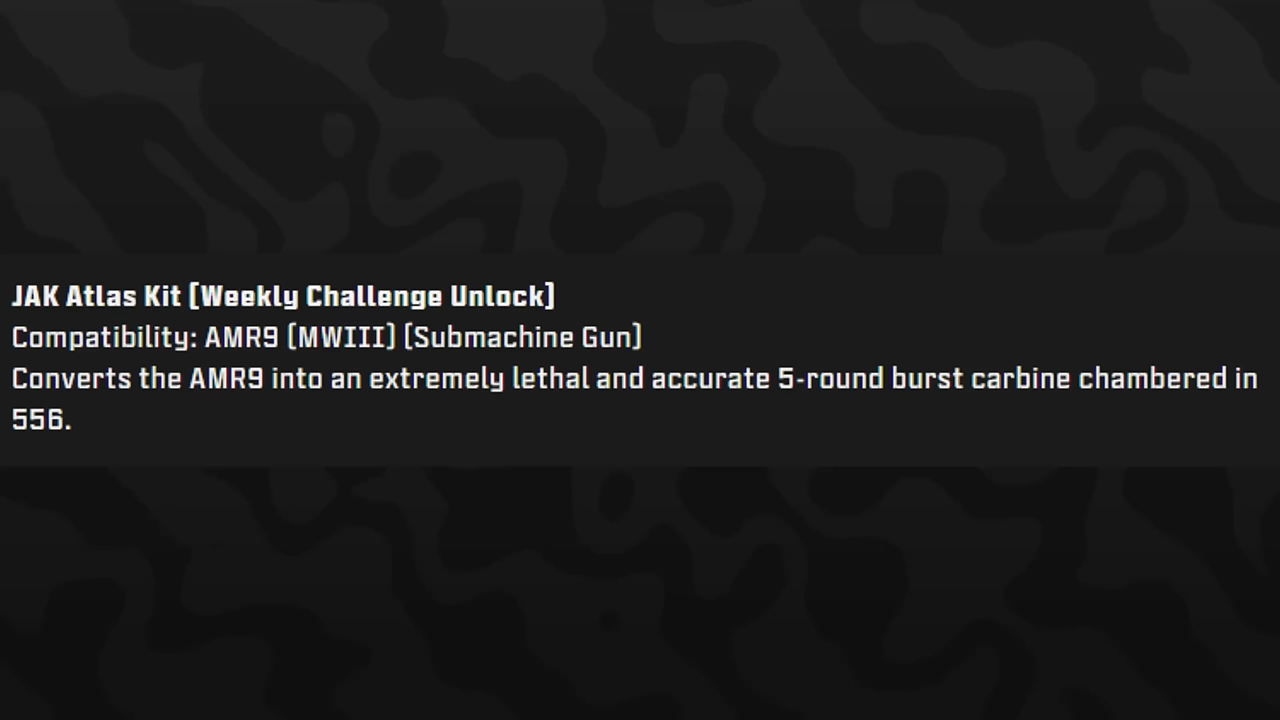 JAK Atlas Kit [Weekly Challenge Unlock]
Compatibility: AMR9 (MWIII) (Submachine Gun)
Converts the AMR9 into an extremely lethal and accurate 5-round burst carbine chambered in
556.